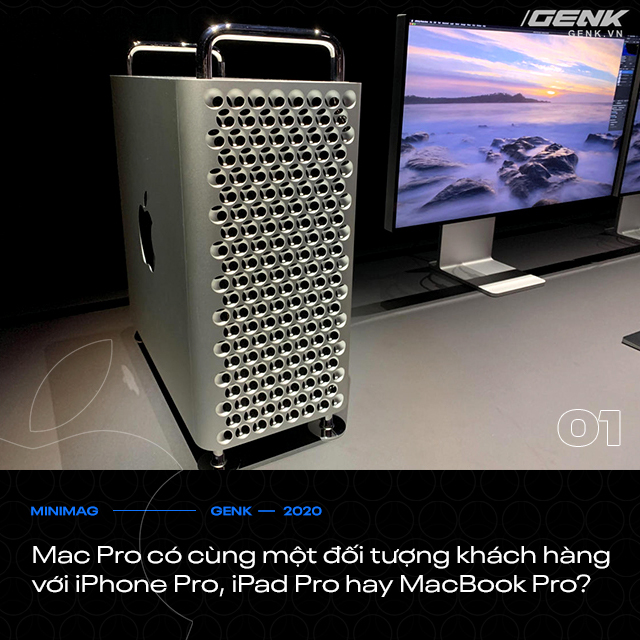 /GENK
GENK.VN
01
MINIMAG GENK — 2020
Mac Pro có cùng một đối tượng khách hàng
với iPhone Pro, iPad Pro hay MacBook Pro?